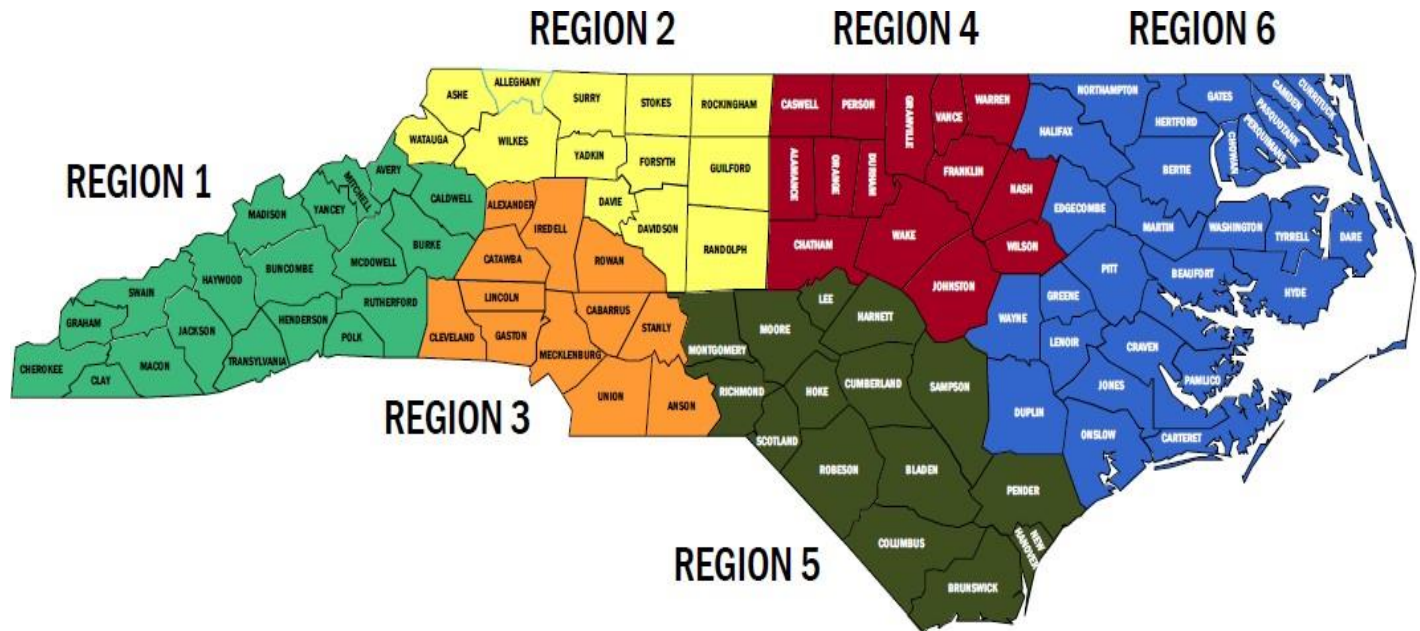 REGION 2
REGION 4
REGION 6
ALLEGHANY
ASHE
SURRY
STOKES
ROCKINGHAM
WATAUGA
WILKES
YADKIN
FORSYTH
GUILFORD
DAVIE
DAVIDSON
RANDOLPH
CASWELL
PERSON
GRANVILLE
VANCE
WARREN
ALAMANCE
ORANGE
DURHAM
FRANKLIN
NASH
CHATHAM
WAKE
WILSON
JOHNSTON
NORTHAMPTON
GATES
CAMDEN
CURRITUCK
PASQUOTANK
PERQUIMANS
HERTFORD
HALIFAX
CHOWAN
BERTIE
EDGECOMBE
MARTIN
WASHINGTON
TYRRELL
DARE
PITT
BEAUFORT
HYDE
GREENE
WAYNE
LENOIR
CRAVEN
PAMLICO
JONES
DUPLIN
ONSLOW
CARTERET
REGION 1
AVERY
MITCHELL
CALDWELL
YANCEY
MADISON
BURKE
BUNCOMBE
MCDOWELL
HAYWOOD
SWAIN
RUTHERFORD
GRAHAM
JACKSON
HENDERSON
POLK
CHEROKEE
CLAY
MACON
TRANSYLVANIA
ALEXANDER
IREDELL
CATAWBA
ROWAN
LINCOLN
CABARRUS
CLEVELAND
GASTON
STANLY
MECKLENBURG
UNION
ANSON
REGION 3
LEE
MOORE
HARNETT
MONTGOMERY
RICHMOND
HOKE
CUMBERLAND
SAMPSON
SCOTLAND
ROBESON
BLADEN
PENDER
COLUMBUS
NEW
HANOVER
BRUNSWICK
REGION 5